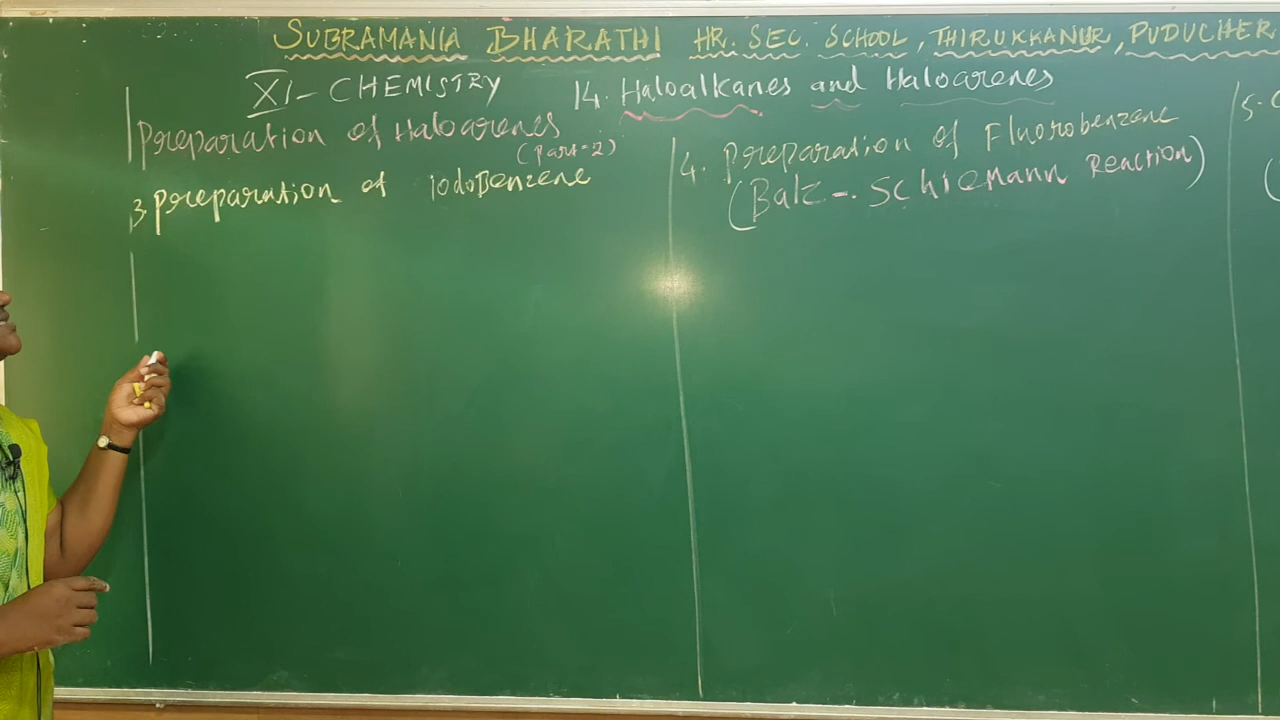 SUBRAMANIA BHARATHI HR. SEC. SCHOOL, THIRUKKANUR, PUDUCHER
XI - CHEMISTRY 14. Haloalkanes and Haloarenes
Preparation of Haloarenes
(Part-2)
3. Preparation of iodoBenzene
4. Preparation of Fluorobenzene
(Balz - Schiemann Reaction)
5.